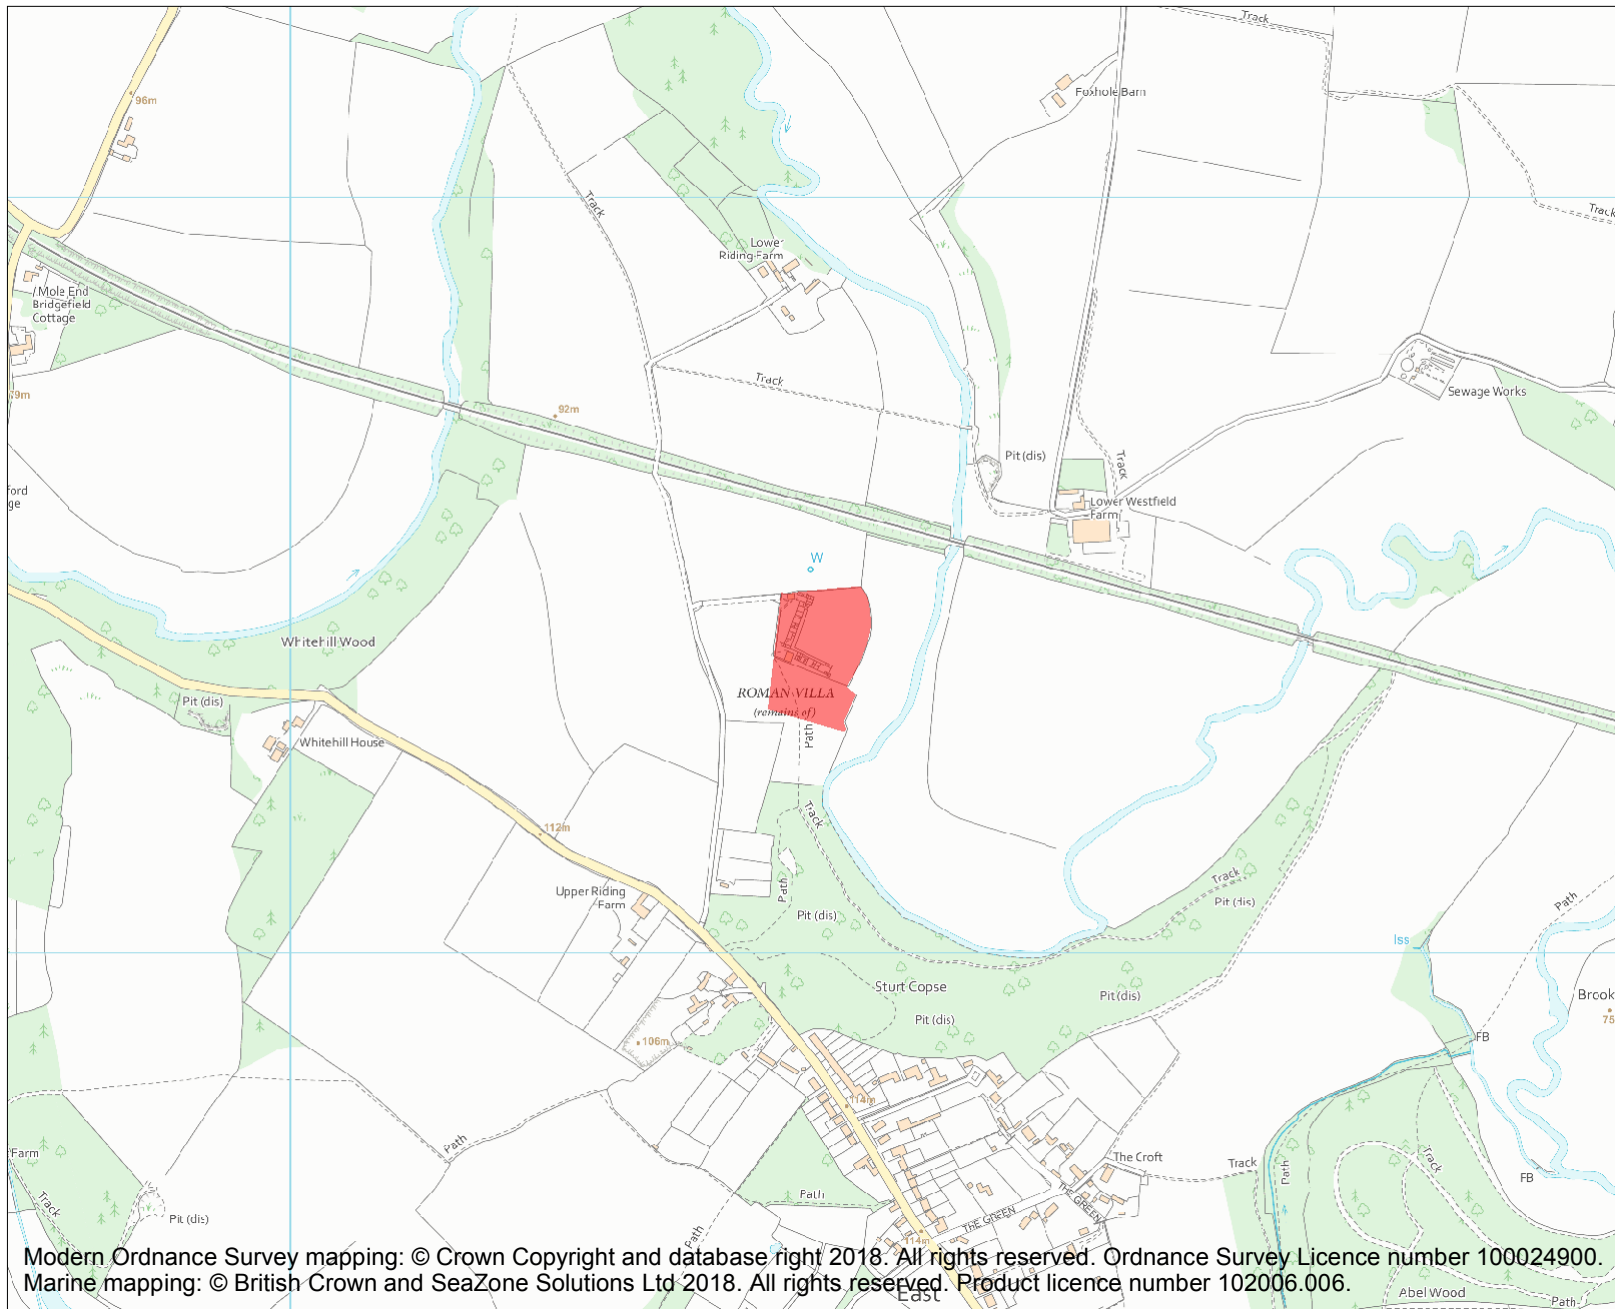 Track
96m
Foxhole Barn
Track
Track
Lower
Riding Farm
Mole End
Bridgefield
Cottage
Track
Sewage Works
9m
92m
Pit (dis)
Track
ford
ge
Lower Westfield
Farm
W
Whitehill Wood
ROMAN VILLA
(remains of)
Pit (dis)
Path
Whitehill House
Track
112m
Upper Riding
Farm
Path
Track
Pit (dis)
Pit (dis)
Path
Iss
Sturt Copse
Pit (dis)
Brook
75
Pit (dis)
106m
FB
114m
Path
Farm
The Croft
Track
Path
Track
Track
Path
THE GREEN
FB
Pit (dis)
THE GREEN
Path
114m
Modern Ordnance Survey mapping: © Crown Copyright and database right 2018. All rights reserved. Ordnance Survey Licence number 100024900.
Marine mapping: © British Crown and SeaZone Solutions Ltd 2018. All rights reserved. Product licence number 102006.006.
East
Abel Wood
Path